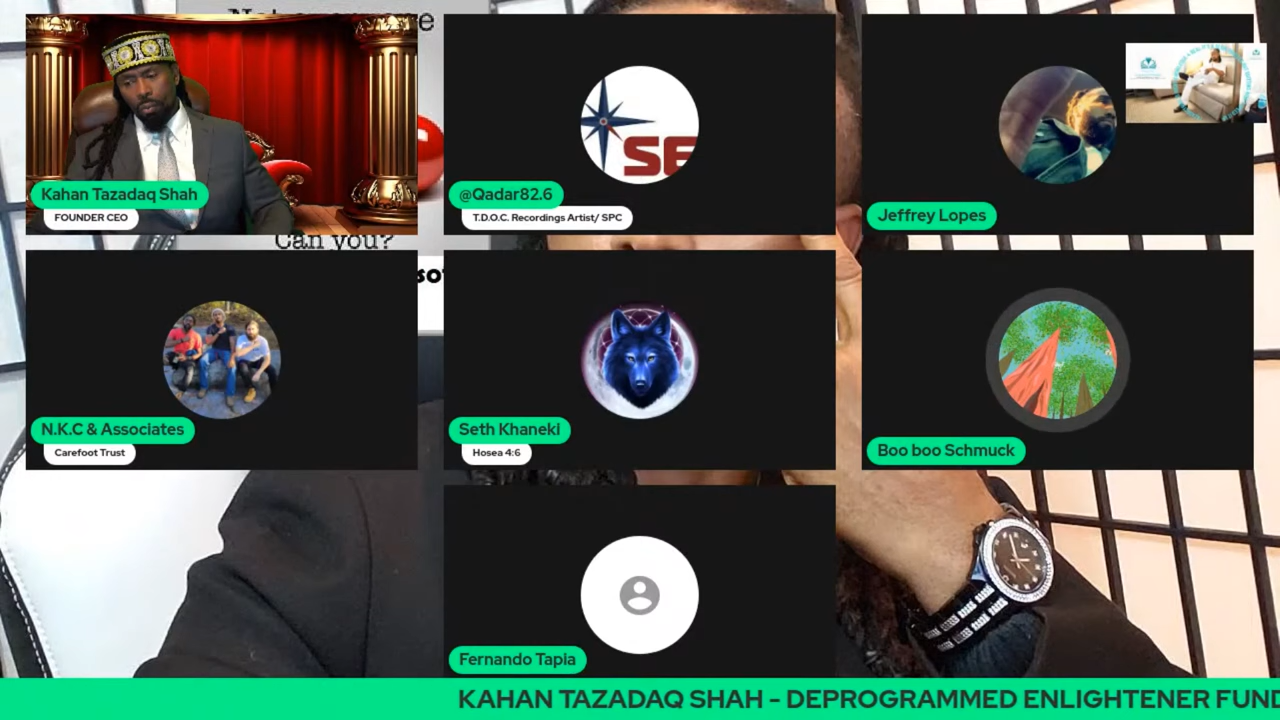 Kahan Tazadaq Shah
FOUNDER CEO
@Qadar82.6
T.D.O.C. Recordings Artist/ SPC
SE
Jeffrey Lopes
Can you?
N.K.C & Associates
Carefoot Trust
Seth Khaneki
Hosea 4:6
Boo boo Schmuck
Fernando Tapia
KAHAN TAZADAQ SHAH - DEPROGRAMMED ENLIGHTENER FUND